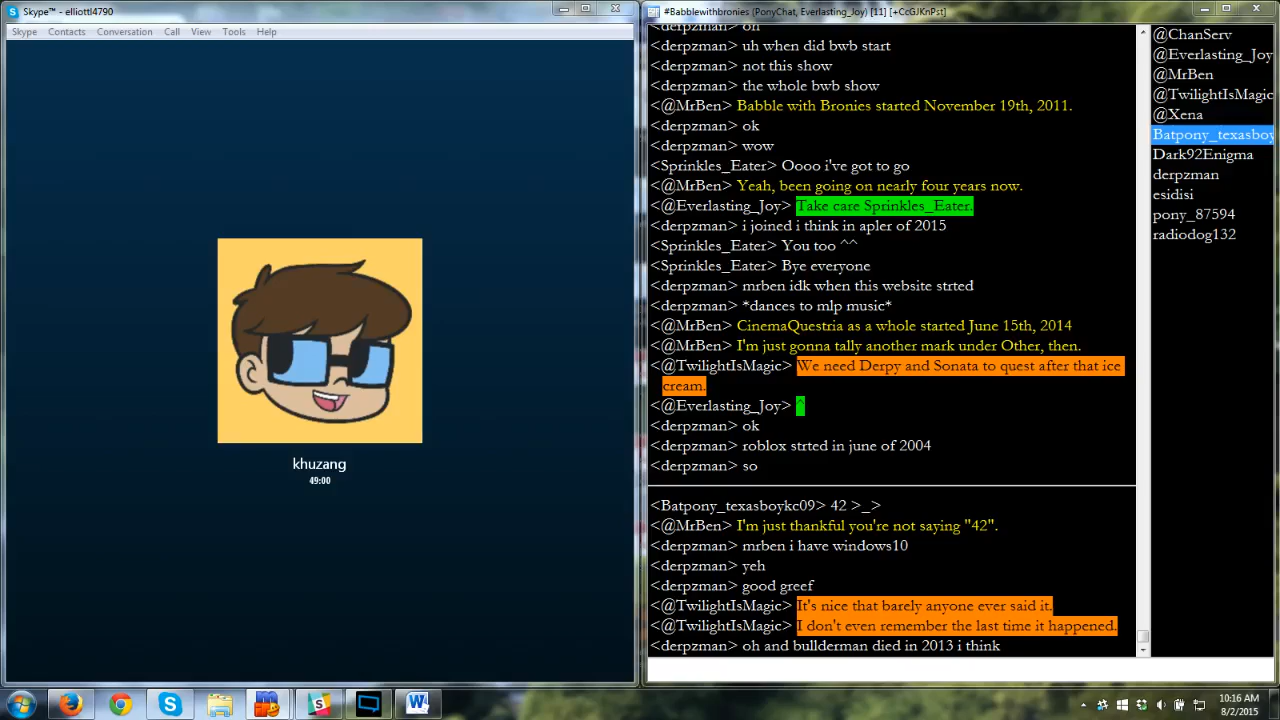 Skype™ - elliottl4790
Skype Contacts Conversation Call View Tools Help
khuzang
49:00
#Babblewithbronies (PonyChat, Everlasting_Joy) [11] [+CcGJKnPst]
<derpzman> oh
<derpzman> uh when did bwb start
<derpzman> not this show
<derpzman> the whole bwb show
<@MrBen> Babble with Bronies started November 19th, 2011.
<derpzman> ok
<derpzman> wow
<Sprinkles_Eater> Oooo i've got to go
<@MrBen> Yeah, been going on nearly four years now.
<@Everlasting_Joy> Take care Sprinkles_Eater.
<derpzman> i joined i think in apler of 2015
<Sprinkles_Eater> You too ^^
<Sprinkles_Eater> Bye everyone
<derpzman> mrben idk when this website strted
<derpzman> *dances to mlp music*
<@MrBen> CinemaQuestria as a whole started June 15th, 2014
<@MrBen> I'm just gonna tally another mark under Other, then.
<@TwilightIsMagic> We need Derpy and Sonata to quest after that ice
cream.
<@Everlasting_Joy> ^
<derpzman> ok
<derpzman> roblox strted in june of 2004
<derpzman> so
<Batpony_texasboykc09> 42 >_>
<@MrBen> I'm just thankful you're not saying "42".
<derpzman> mrben i have windows10
<derpzman> yeh
<derpzman> good greef
<@TwilightIsMagic> It's nice that barely anyone ever said it.
<@TwilightIsMagic> I don't even remember the last time it happened.
<derpzman> oh and bullderman died in 2013 i think
@ChanServ
@Everlasting_Joy
@MrBen
@TwilightIsMagic
@Xena
Batpony_texasboy
Dark92Enigma
derpzman
esidisi
pony_87594
radiodog132
10:16 AM
8/2/2015